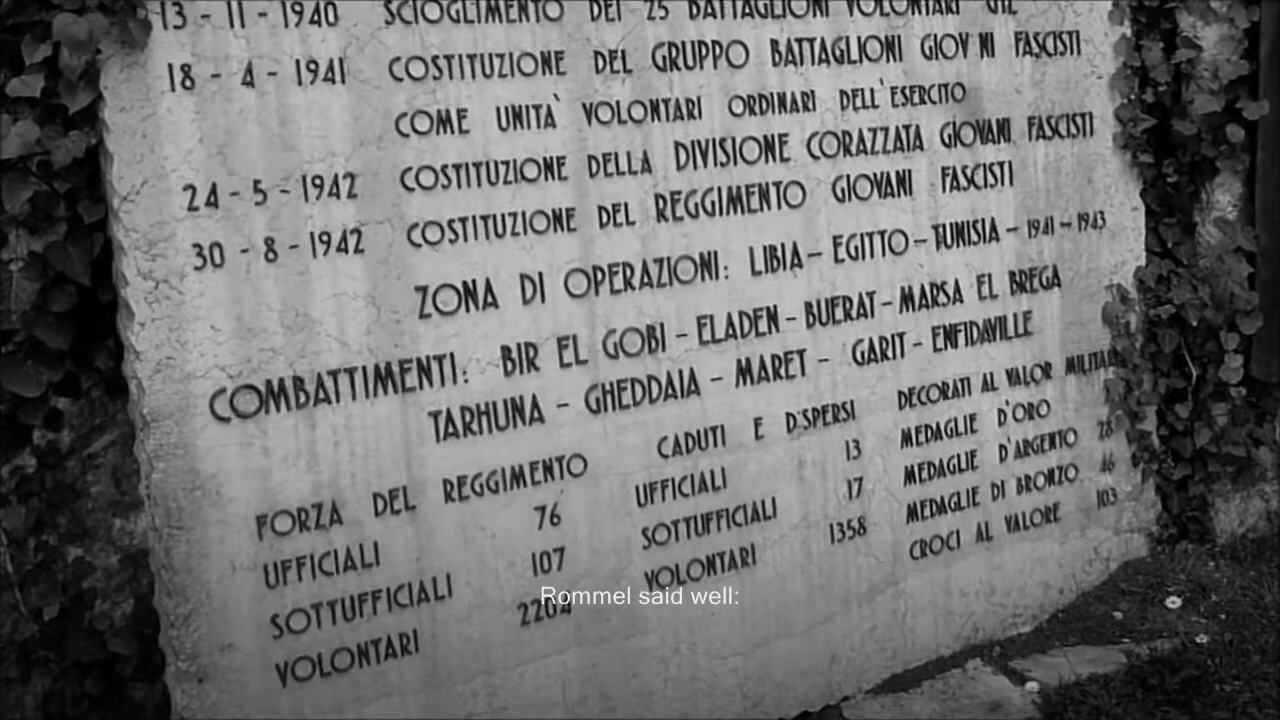 13 - 11 - 1940 SCIOGLIMENTO DEI 25 BATTAGLIONI VOLONTARI GIL
18 - 4 - 1941 COSTITUZIONE DEL GRUPPO BATTAGLIONI GIOV NI FASCISTI
COME UNITA' VOLONTARI ORDINARI DELL'ESERCITO
24 - 5 - 1942 COSTITUZIONE DELLA DIVISIONE CORAZZATA GIOVANI FASCISTI
30 - 8 - 1942 COSTITUZIONE DEL REGGIMENTO GIOVANI FASCISTI
ZONA DI OPERAZIONI: LIBIA - EGITTO - TUNISIA - 1941 - 1943
COMBATTIMENTI: BIR EL GOBI - ELADEN - BUERAT - MARSA EL BREGA
TARHUNA - GHEDDAIA - MARET - GARIT - ENFIDAVILLE
FORZA DEL REGGIMENTO
UFFICIALI 76
SOTTUFFICIALI 107
VOLONTARI 2204
CADUTI E D'SPERSI
UFFICIALI 13
SOTTUFFICIALI 17
VOLONTARI 1358
DECORATI AL VALOR MILITARE
MEDAGLIE D'ORO
MEDAGLIE D'ARGENTO 28
MEDAGLIE DI BRONZO 46
CROCI AL VALORE 103
Rommel said well: